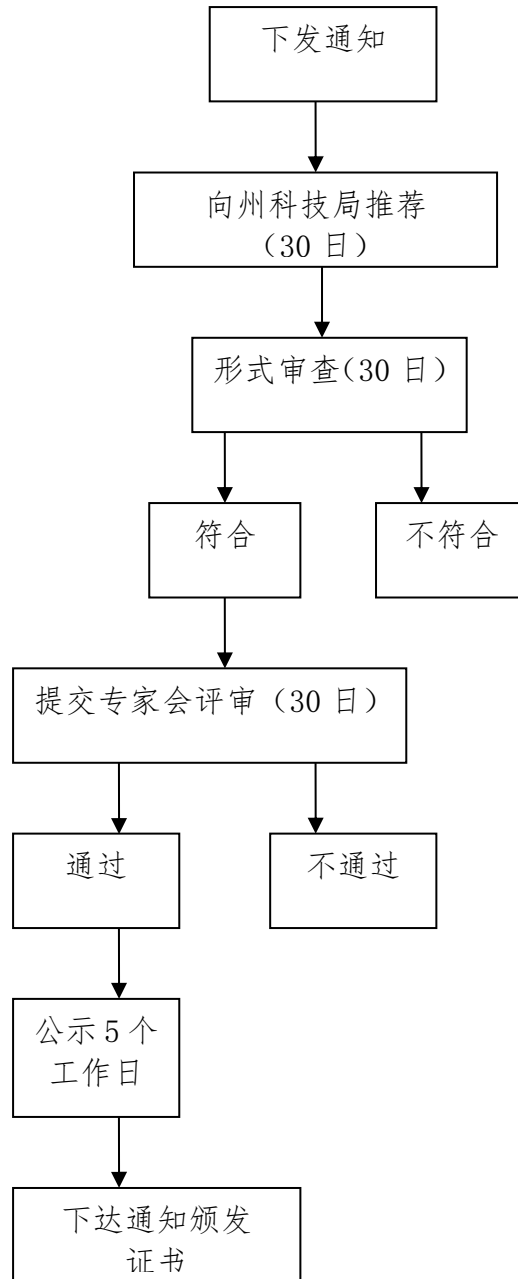 下发通知
向州科技局推荐
（30 日）
形式审查（30 日）
符合
不符合
提交专家会评审（30 日）
通过
不通过
公示 5 个
工作日
下达通知颁发
证书